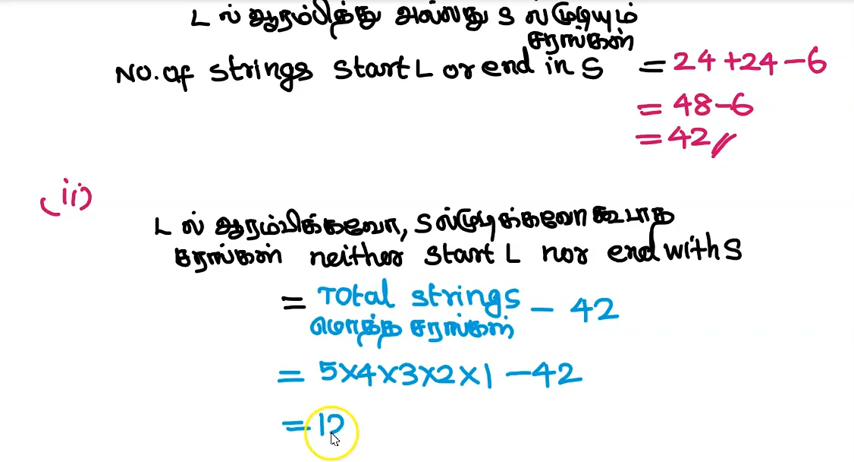 L ல் ஆரம்பித்து அல்லது S ல் முடியும்
சரங்கள்
No. of strings start L or end in S = 24 + 24 – 6
= 48 – 6
= 42 //
(ii)
L ல் ஆரம்பிக்கவோ, S ல் முடிக்கவோ கூடாத
சரங்கள் neither start L nor end with S
= Total strings – 42
மொத்த சரங்கள்
= 5×4×3×2×1 – 42
= 12